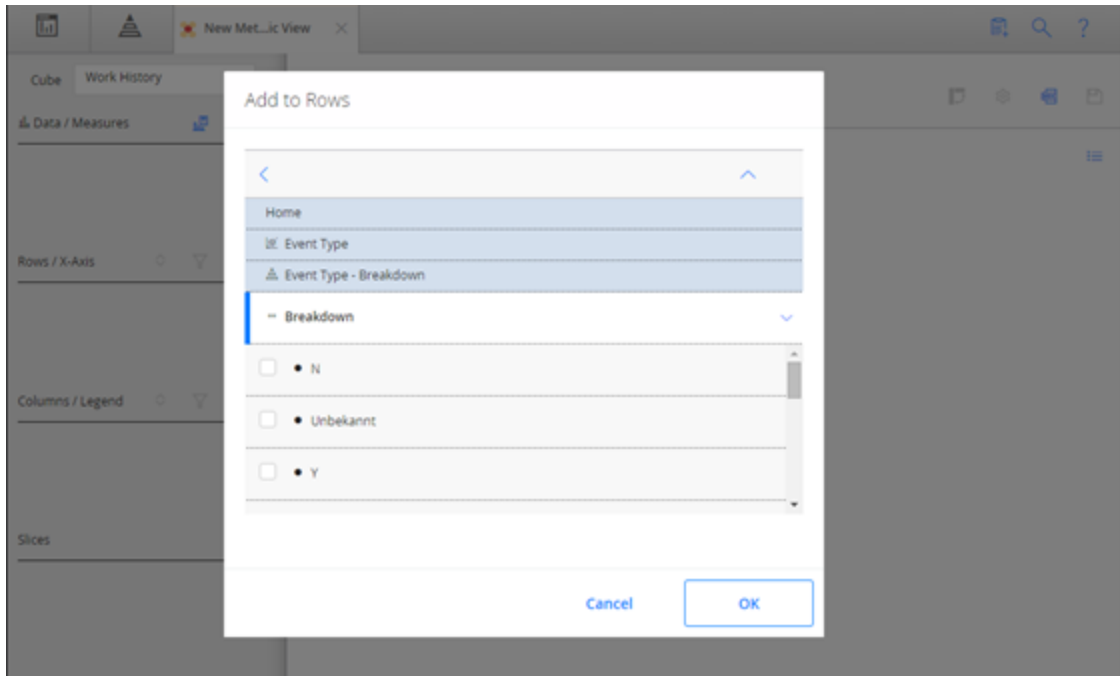 New Met...ic View
?
Cube
Work History
Data / Measures
Rows / X-Axis
Columns / Legend
Slices
Add to Rows
Home
Event Type
Event Type - Breakdown
Breakdown
N
Unbekannt
Y
Cancel
OK